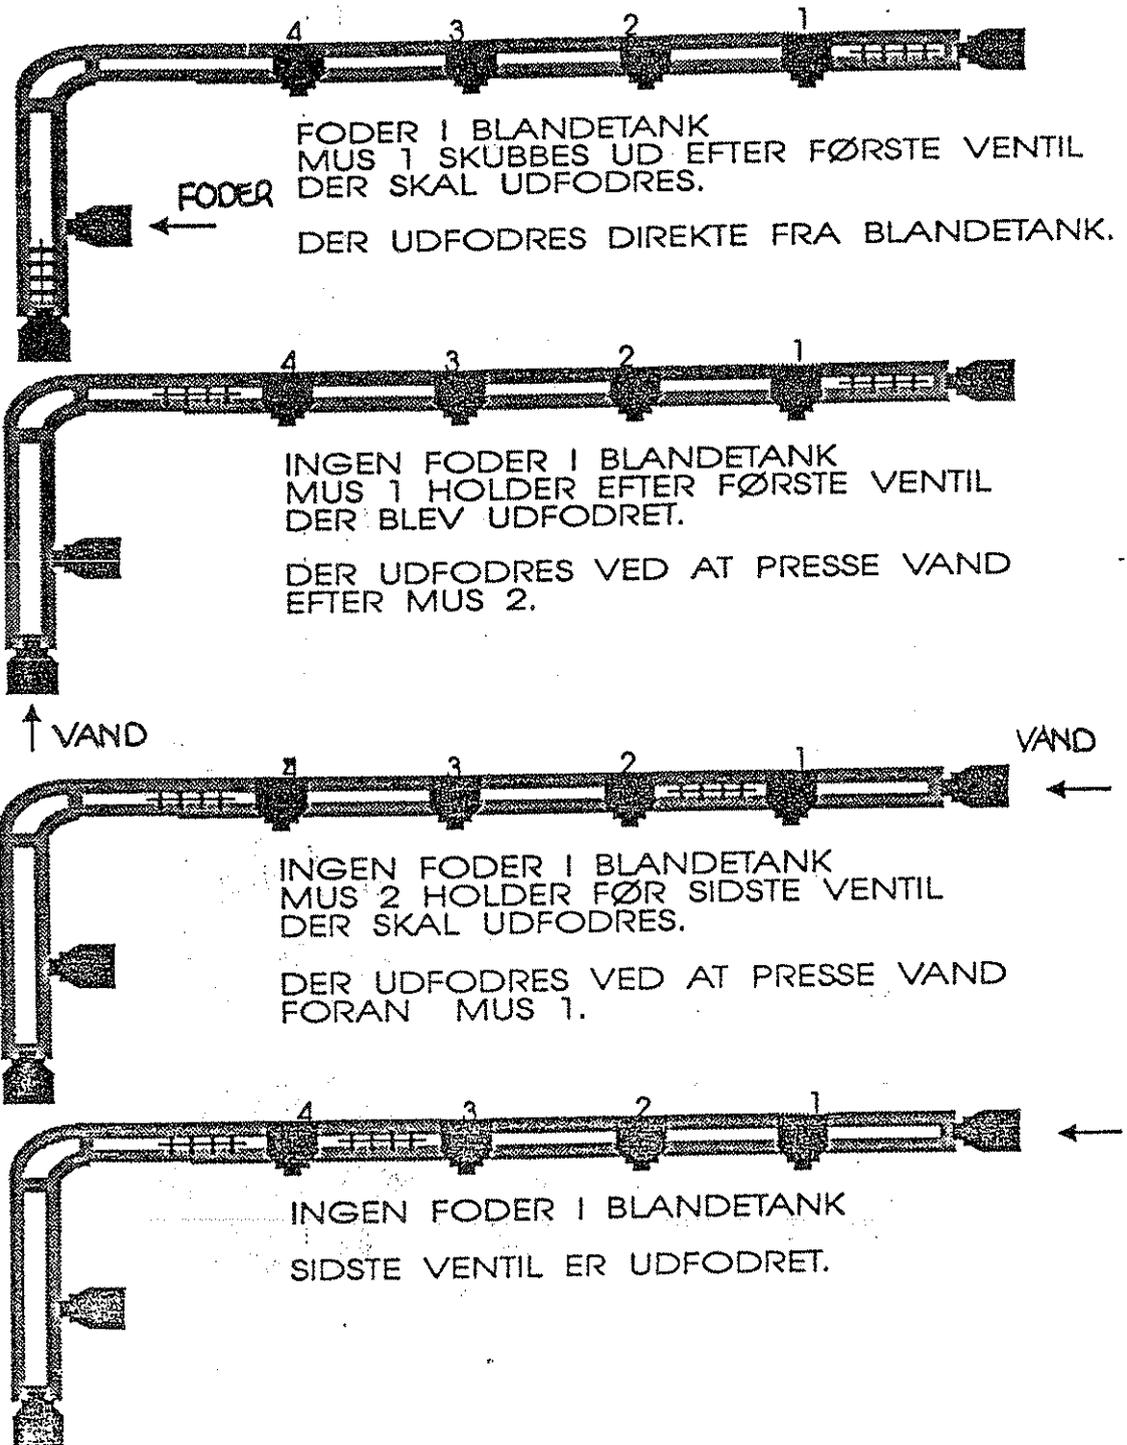 4 3 2 1
FODER I BLANDETANK
MUS 1 SKUBBES UD EFTER FØRSTE VENTIL
DER SKAL UDFODRES.
FODER
DER UDFODRES DIREKTE FRA BLANDETANK.
4 3 2 1
INGEN FODER I BLANDETANK
MUS 1 HOLDER EFTER FØRSTE VENTIL
DER BLEV UDFODRET.
DER UDFODRES VED AT PRESSE VAND
EFTER MUS 2.
VAND
VAND
4 3 2 1
INGEN FODER I BLANDETANK
MUS 2 HOLDER FØR SIDSTE VENTIL
DER SKAL UDFODRES.
DER UDFODRES VED AT PRESSE VAND
FORAN MUS 1.
4 3 2 1
INGEN FODER I BLANDETANK
SIDSTE VENTIL ER UDFODRET.